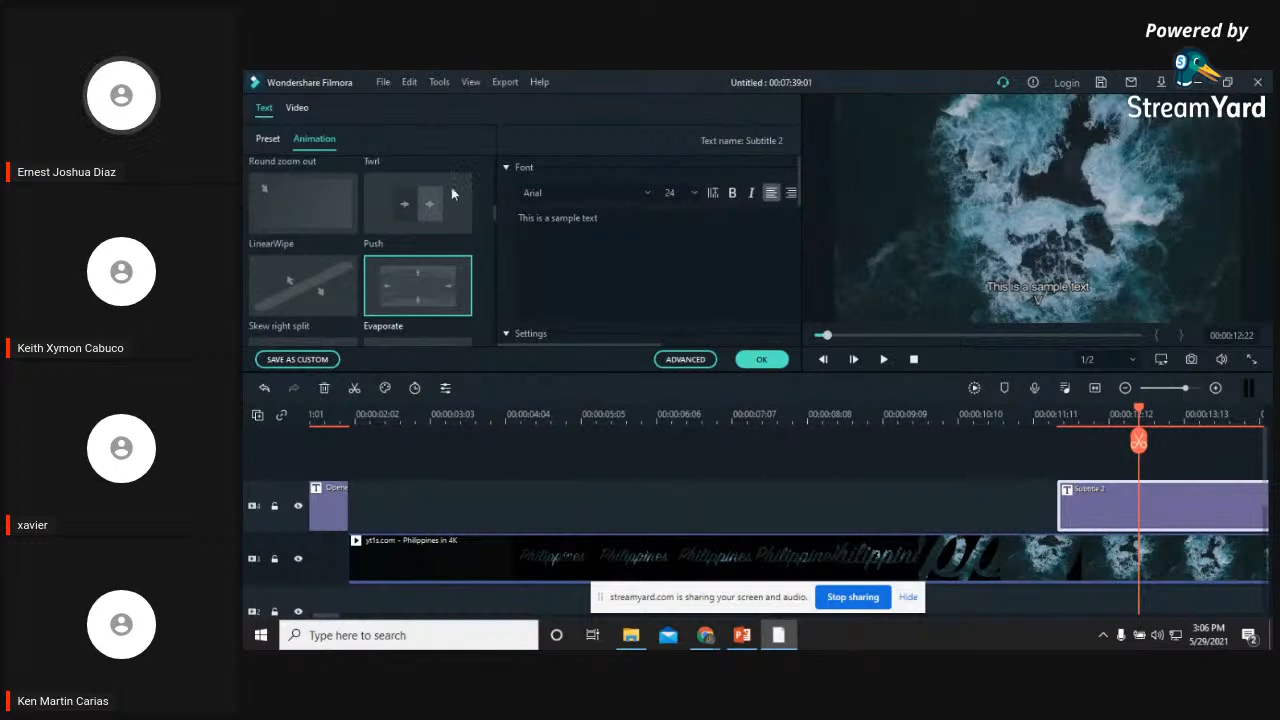 Powered by
StreamYard
Ernest Joshua Diaz
Keith Xymon Cabuco
xavier
Ken Martin Carias
Wondershare Filmora
File Edit Tools View Export Help
Untitled : 00:07:39:01
Login
Text Video
Preset Animation
Text name: Subtitle 2
Round zoom out Twrl
LinearWipe Push
Skew right split Evaporate
Font
Arial 24 B I
This is a sample text
Settings
SAVE AS CUSTOM ADVANCED OK
This is a sample text
00:00:12:22
1/2
1:01 00:00:02:02 00:00:03:03 00:00:04:04 00:00:05:05 00:00:06:06 00:00:07:07 00:00:08:08 00:00:09:09 00:00:10:10 00:00:11:11 00:00:12:12 00:00:13:13
Opene
Subtitle 2
4
yt1s.com - Philippines in 4K
Philippines Philippines Philippines
3
2
streamyard.com is sharing your screen and audio. Stop sharing Hide
Type here to search
3:06 PM
5/29/2021
2